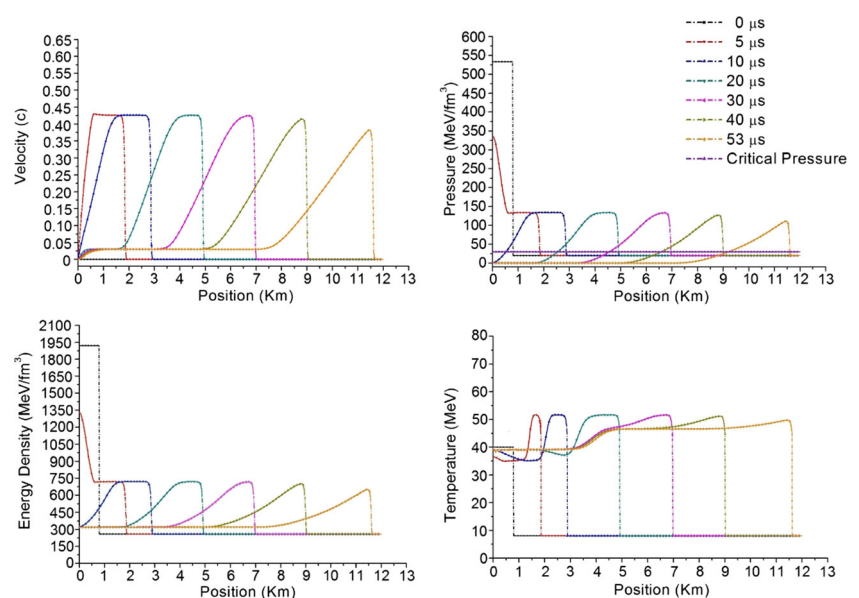 0.65
0.60
0.55
0.50
0.45
0.40
0.35
0.30
0.25
0.20
0.15
0.10
0.05
0.00
Velocity (c)
0 1 2 3 4 5 6 7 8 9 10 11 12 13
Position (Km)
600
550
500
450
400
350
300
250
200
150
100
50
0
Pressure (MeV/fm³)
0 1 2 3 4 5 6 7 8 9 10 11 12 13
Position (Km)
0 μs
5 μs
10 μs
20 μs
30 μs
40 μs
53 μs
Critical Pressure
2100
1950
1800
1650
1500
1350
1200
1050
900
750
600
450
300
150
0
Energy Density (MeV/fm³)
0 1 2 3 4 5 6 7 8 9 10 11 12 13
Position (Km)
80
70
60
50
40
30
20
10
0
Temperature (MeV)
0 1 2 3 4 5 6 7 8 9 10 11 12 13
Position (Km)